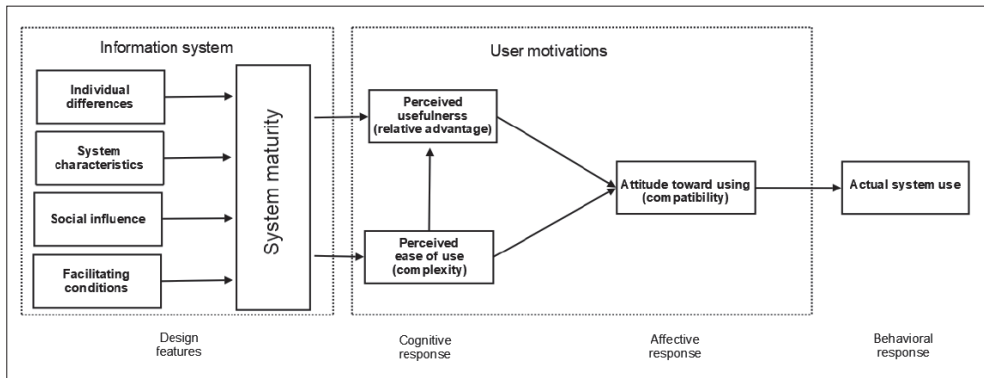 Information system
User motivations
Individual
differences
System
characteristics
Social influence
Facilitating
conditions
System maturity
Perceived
usefulnerss
(relative advantage)
Perceived
ease of use
(complexity)
Attitude toward using
(compatibility)
Actual system use
Design
features
Cognitive
response
Affective
response
Behavioral
response